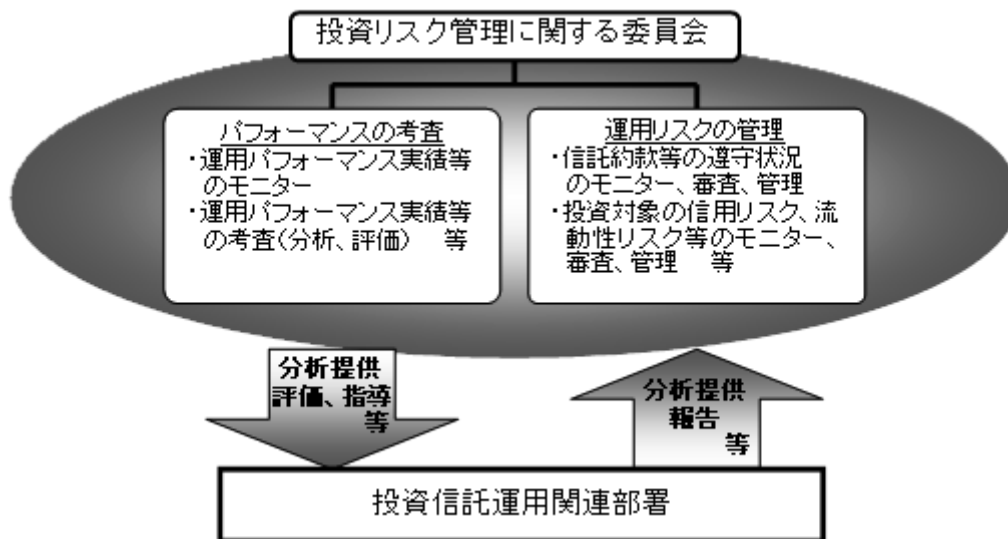 投資リスク管理に関する委員会
パフォーマンスの考査
・運用パフォーマンス実績等
のモニター
・運用パフォーマンス実績等
の考査(分析、評価) 等
運用リスクの管理
・信託約款等の遵守状況
のモニター、審査、管理
・投資対象の信用リスク、流
動性リスク等のモニター、
審査、管理 等
分析提供
評価、指導
等
分析提供
報告
等
投資信託運用関連部署